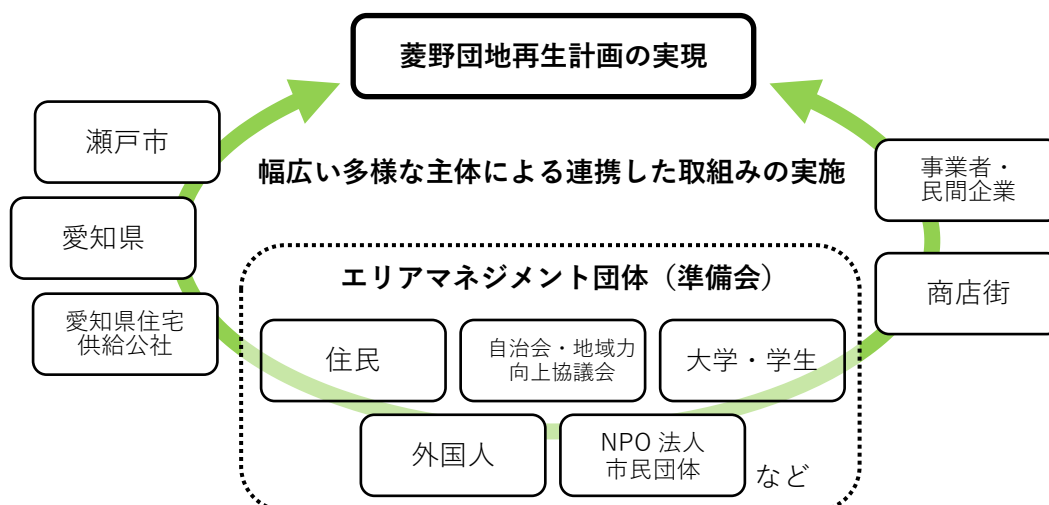 菱野団地再生計画の実現
瀬戸市
幅広い多様な主体による連携した取組みの実施
事業者・
民間企業
愛知県
エリアマネジメント団体（準備会）
商店街
愛知県住宅
供給公社
住民
自治会・地域力
向上協議会
大学・学生
外国人
NPO 法人
市民団体
など